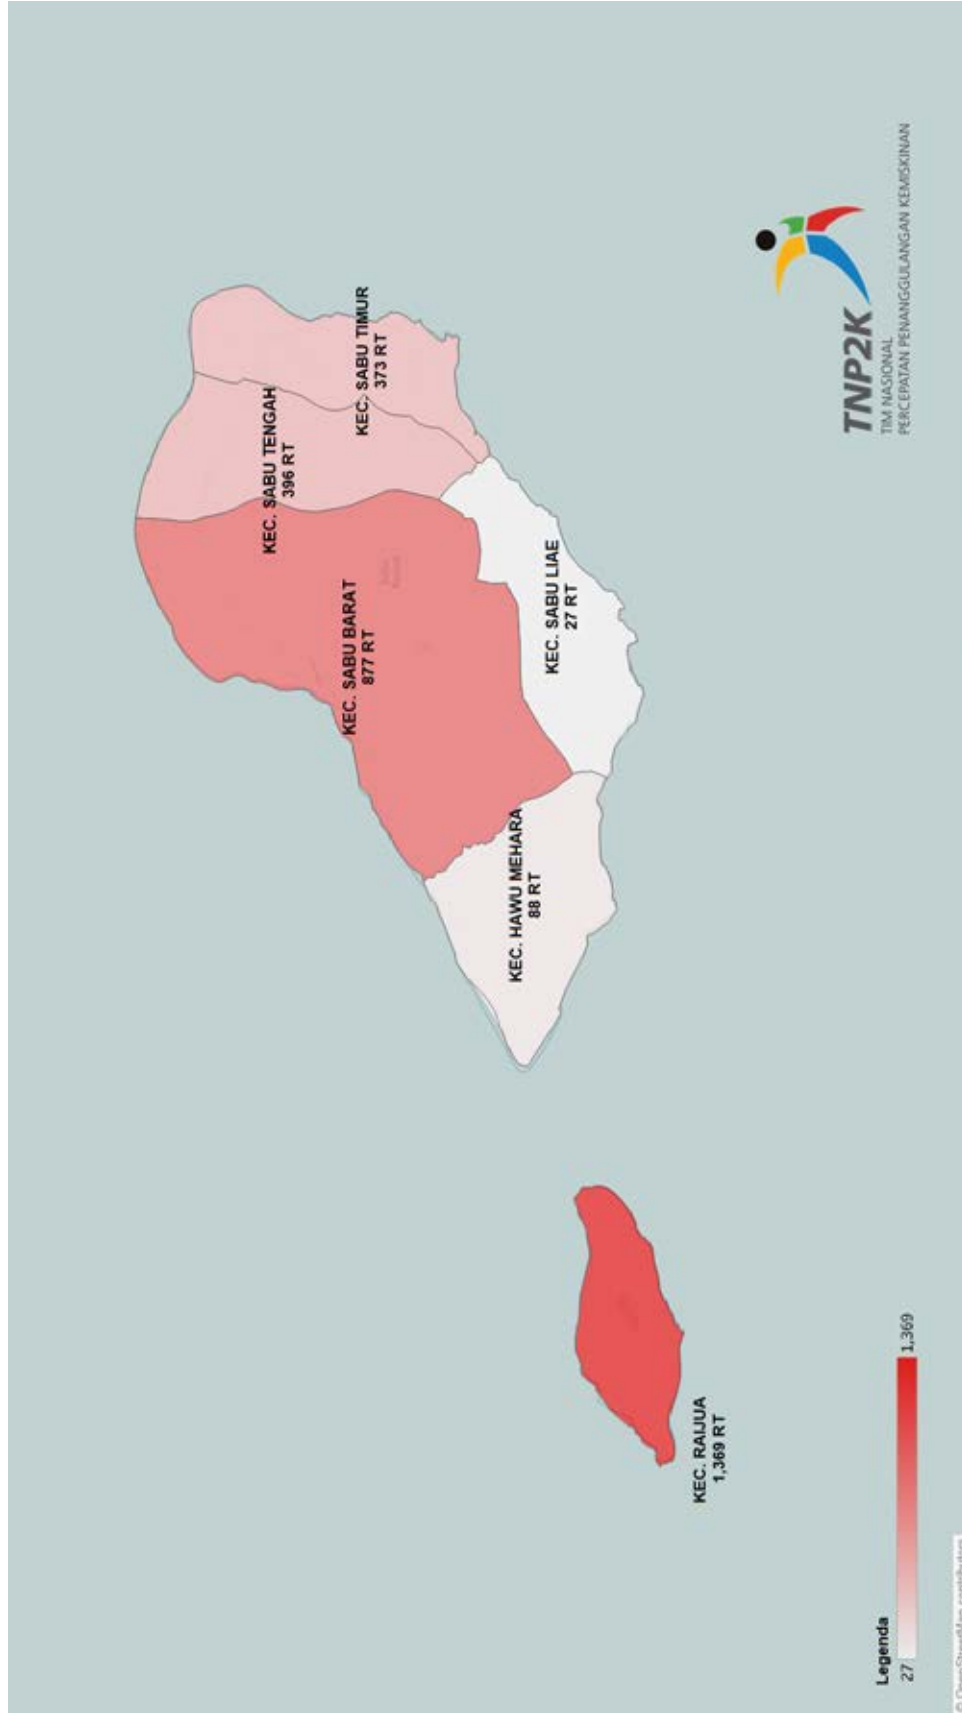 KEC. SABU TENGAH
396 RT
KEC. SABU TIMUR
373 RT
KEC. SABU BARAT
877 RT
KEC. SABU LIAE
27 RT
KEC. HAWU MEHARA
88 RT
KEC. RAIJUA
1,369 RT
Legenda
27
1,369
TNP2K
TIM NASIONAL
PERCEPATAN PENANGGULANGAN KEMISKINAN
© OpenStreetMap contributors